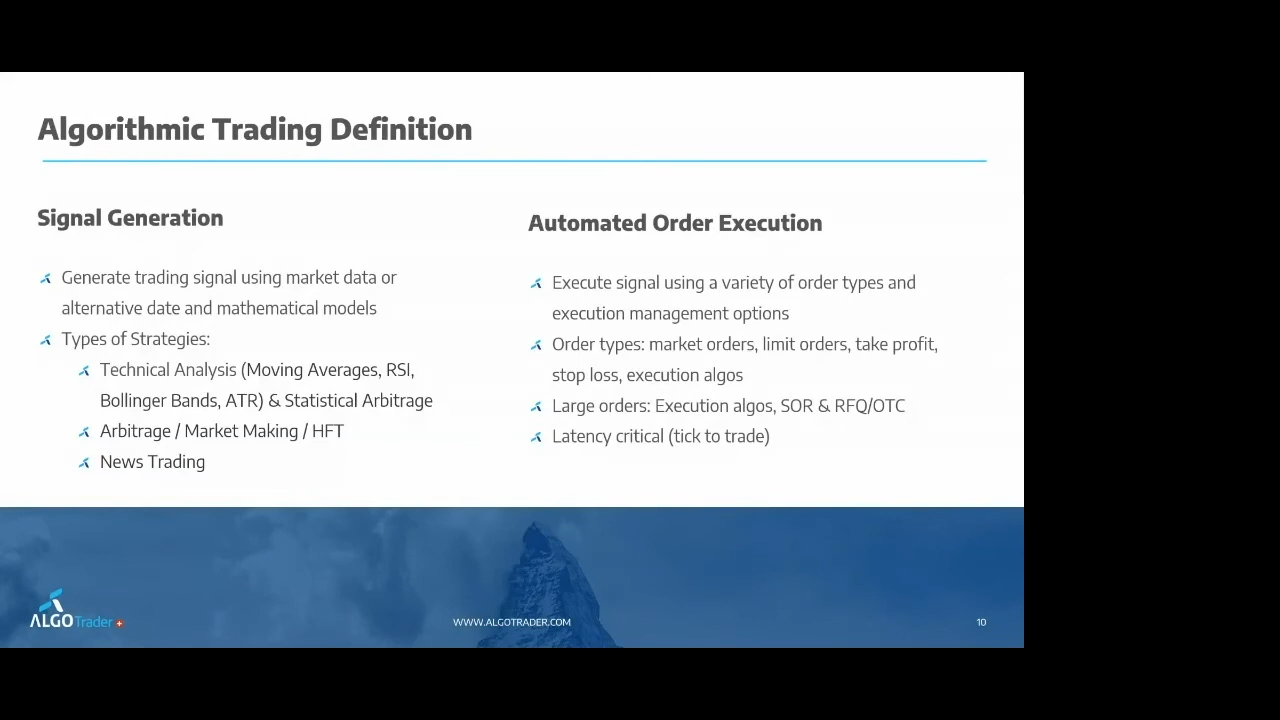 Algorithmic Trading Definition
Signal Generation
Generate trading signal using market data or
alternative date and mathematical models
Types of Strategies:
Technical Analysis (Moving Averages, RSI,
Bollinger Bands, ATR) & Statistical Arbitrage
Arbitrage / Market Making / HFT
News Trading
Automated Order Execution
Execute signal using a variety of order types and
execution management options
Order types: market orders, limit orders, take profit,
stop loss, execution algos
Large orders: Execution algos, SOR & RFQ/OTC
Latency critical (tick to trade)
ALGOTrader
WWW.ALGOTRADER.COM
10